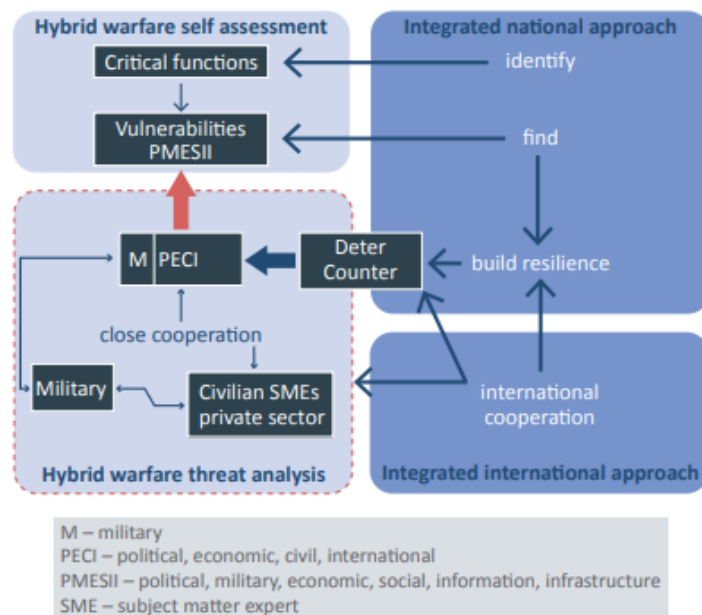 Hybrid warfare self assessment
Integrated national approach
Critical functions
identify
Vulnerabilities
PMESII
find
M PECI
Deter
Counter
build resilience
close cooperation
Military
Civilian SMEs
private sector
international
cooperation
Hybrid warfare threat analysis
Integrated international approach
M – military
PECI – political, economic, civil, international
PMESII – political, military, economic, social, information, infrastructure
SME – subject matter expert